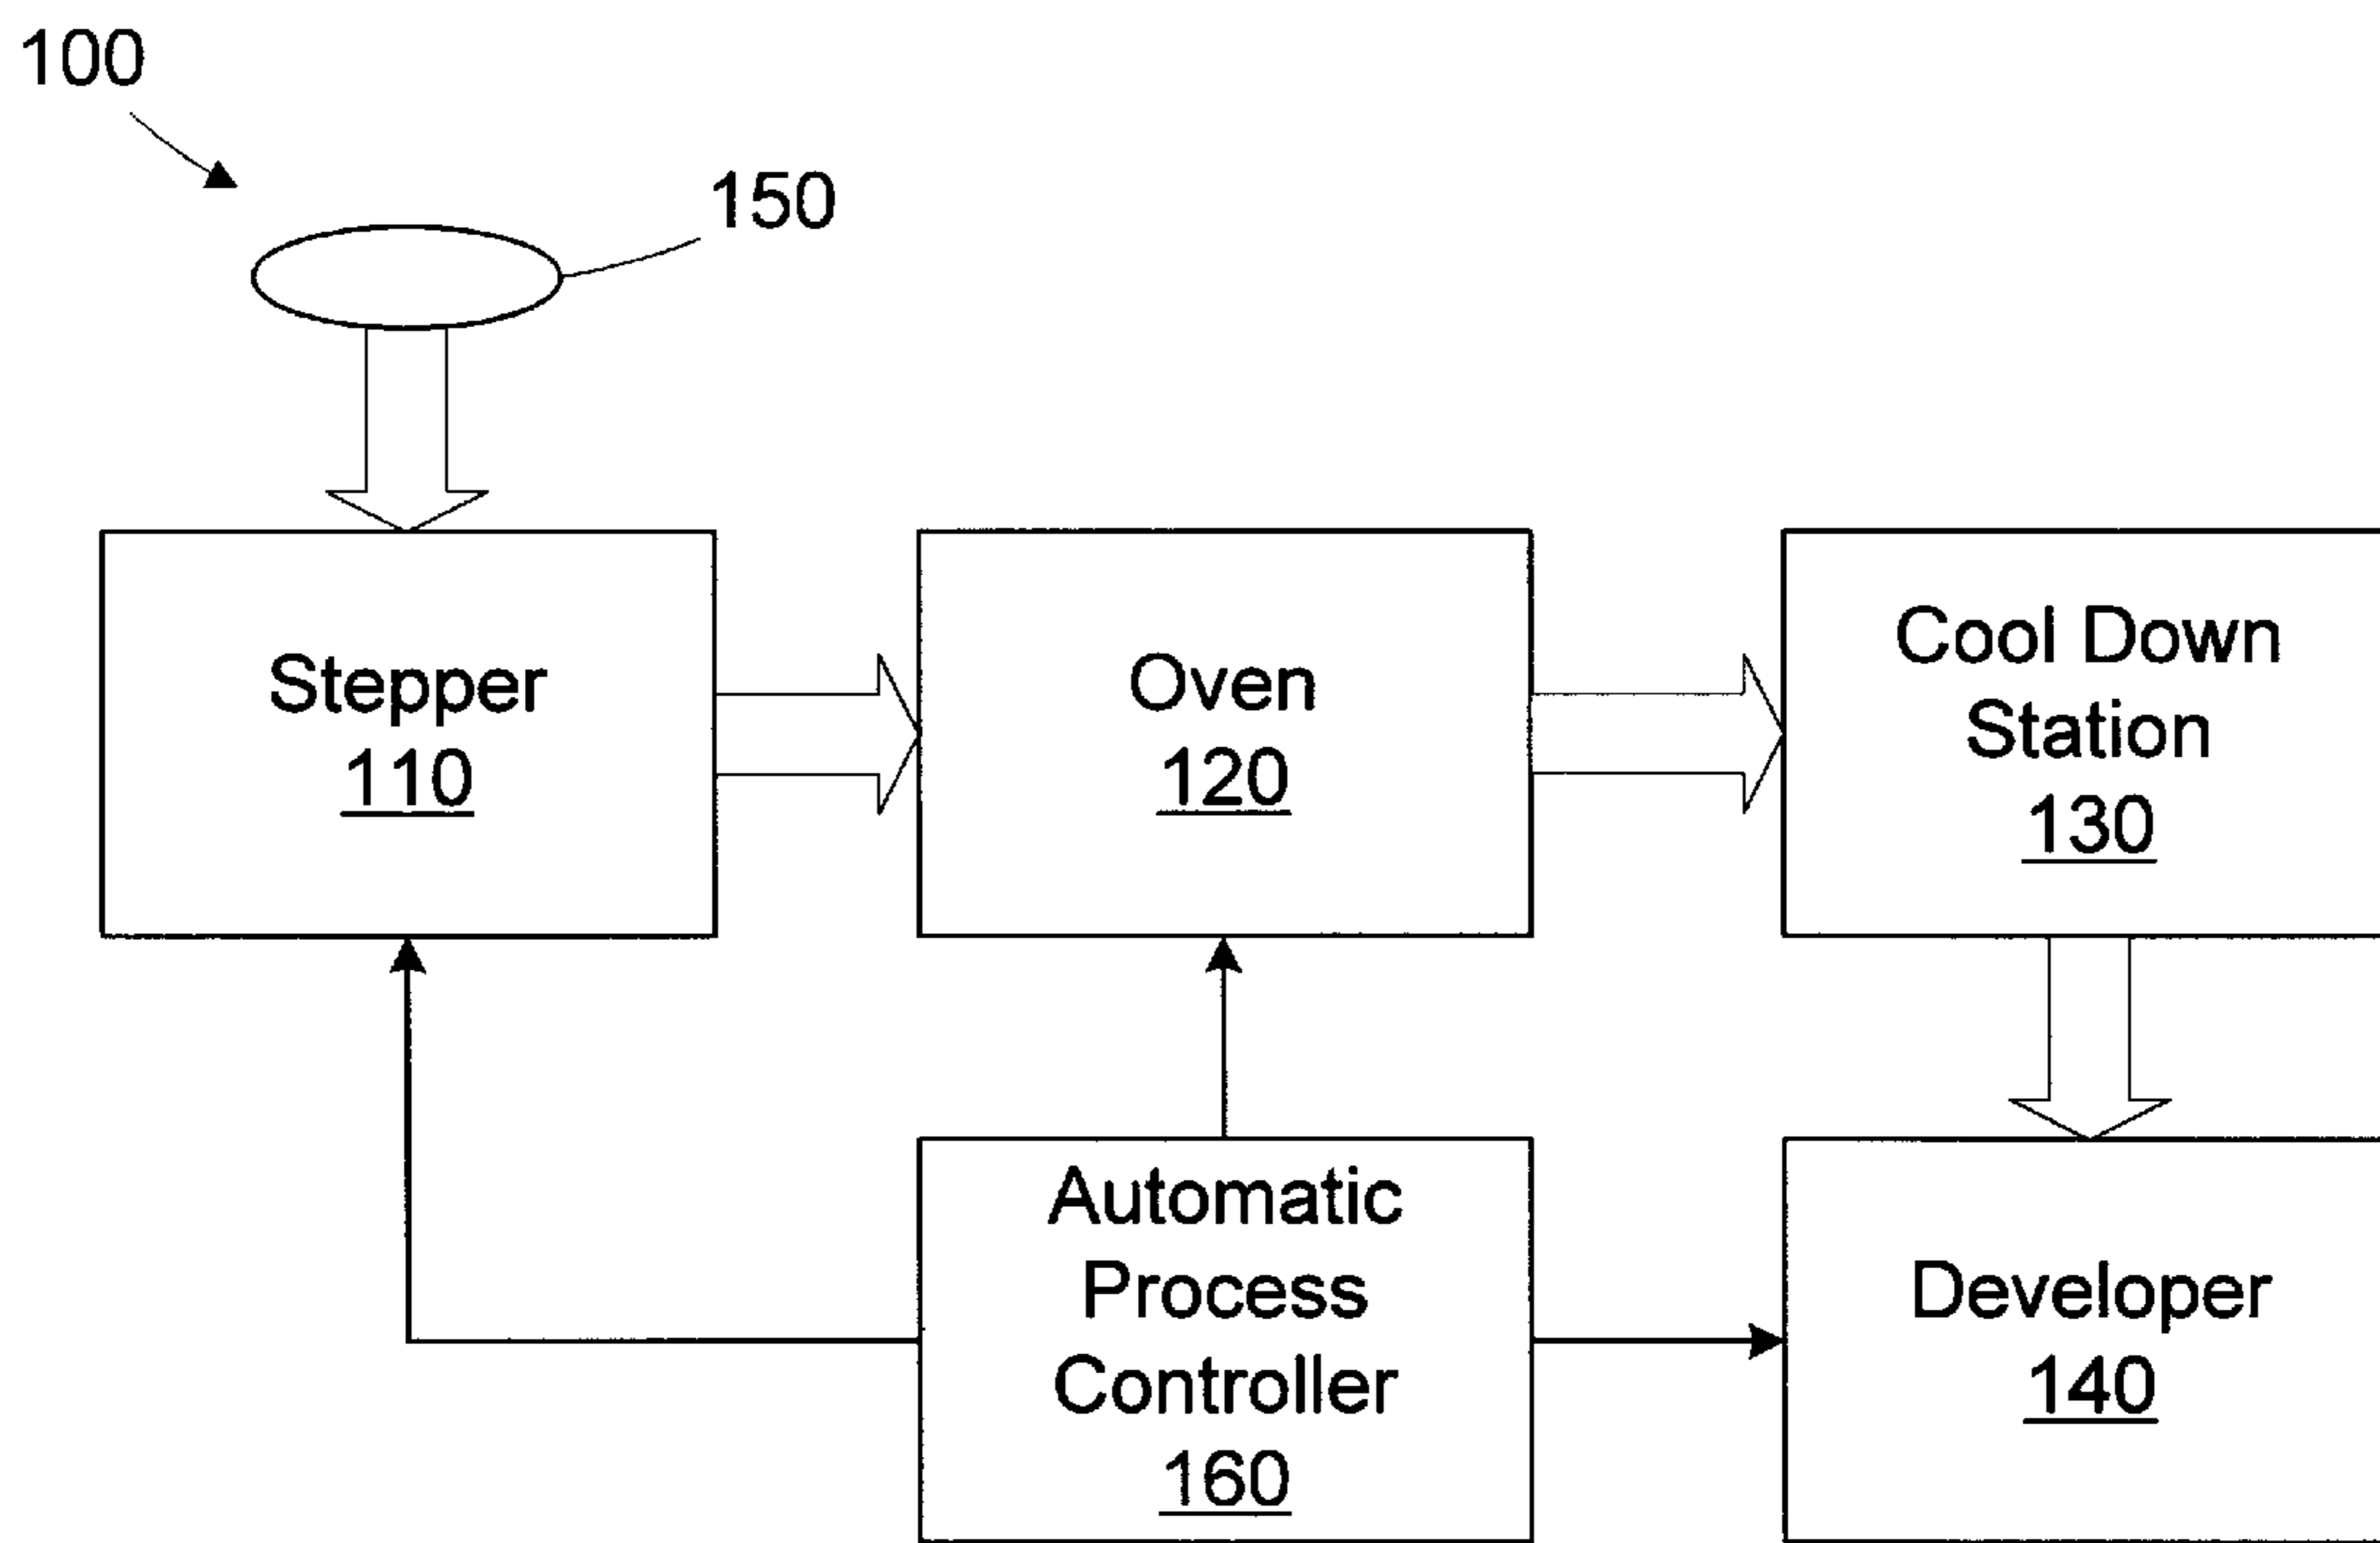 100
150
Stepper
110
Oven
120
Cool Down
Station
130
Automatic
Process
Controller
160
Developer
140